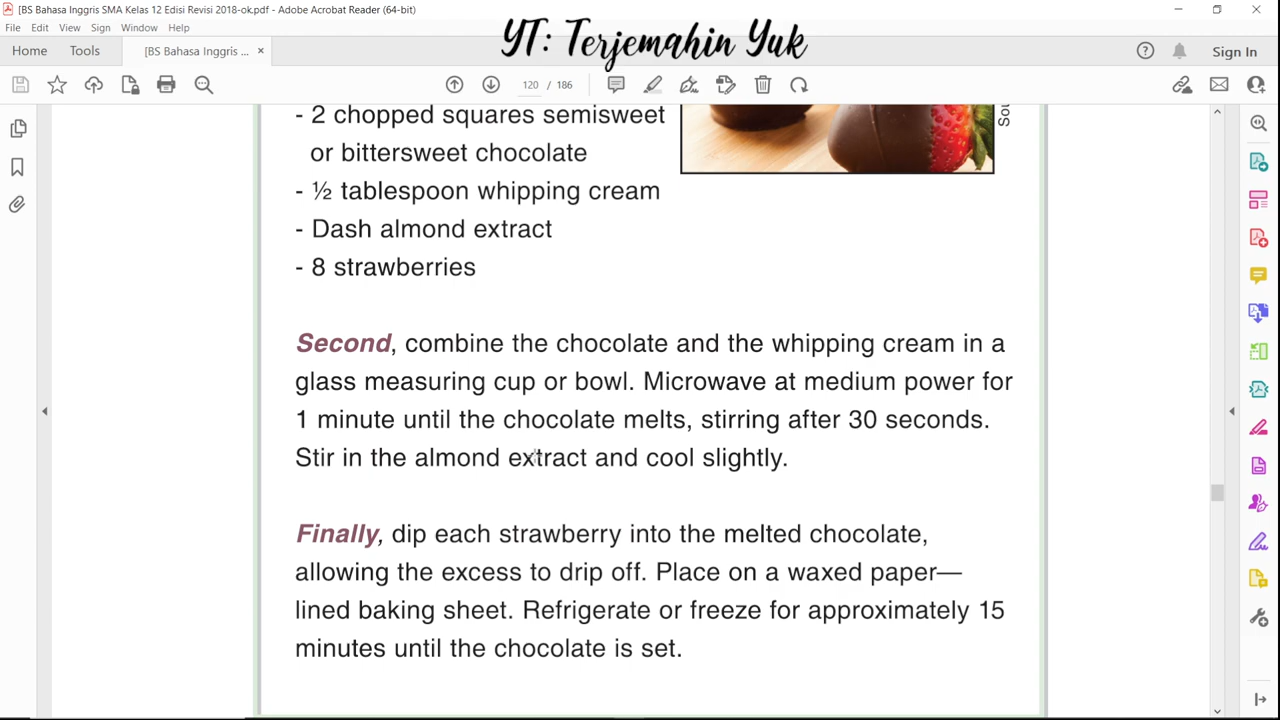 [BS Bahasa Inggris SMA Kelas 12 Edisi Revisi 2018-ok.pdf - Adobe Acrobat Reader (64-bit)
YT: Terjemahin Yuk
File Edit View Sign Window Help
Home Tools [BS Bahasa Inggris ... × Sign In
120 / 186
- 2 chopped squares semisweet
or bittersweet chocolate
- ½ tablespoon whipping cream
- Dash almond extract
- 8 strawberries
Second, combine the chocolate and the whipping cream in a
glass measuring cup or bowl. Microwave at medium power for
1 minute until the chocolate melts, stirring after 30 seconds.
Stir in the almond extract and cool slightly.
Finally, dip each strawberry into the melted chocolate,
allowing the excess to drip off. Place on a waxed paper—
lined baking sheet. Refrigerate or freeze for approximately 15
minutes until the chocolate is set.